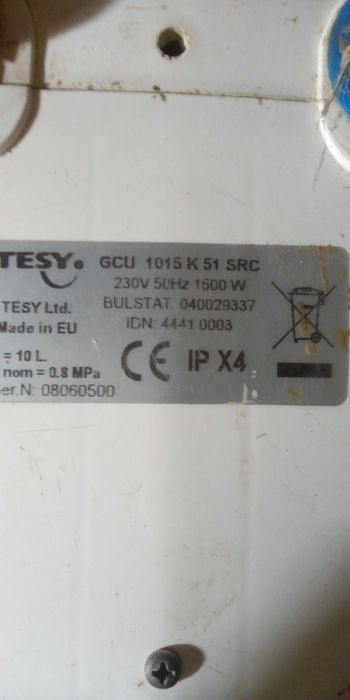 TESY
GCU 1015 K 51 SRC
230V 50Hz 1500 W
TESY Ltd.
BULSTAT. 040029337
Made in EU
IDN: 4441 0003
= 10 L.
CE IP X4
nom = 0.8 MPa
er.N: 08060500